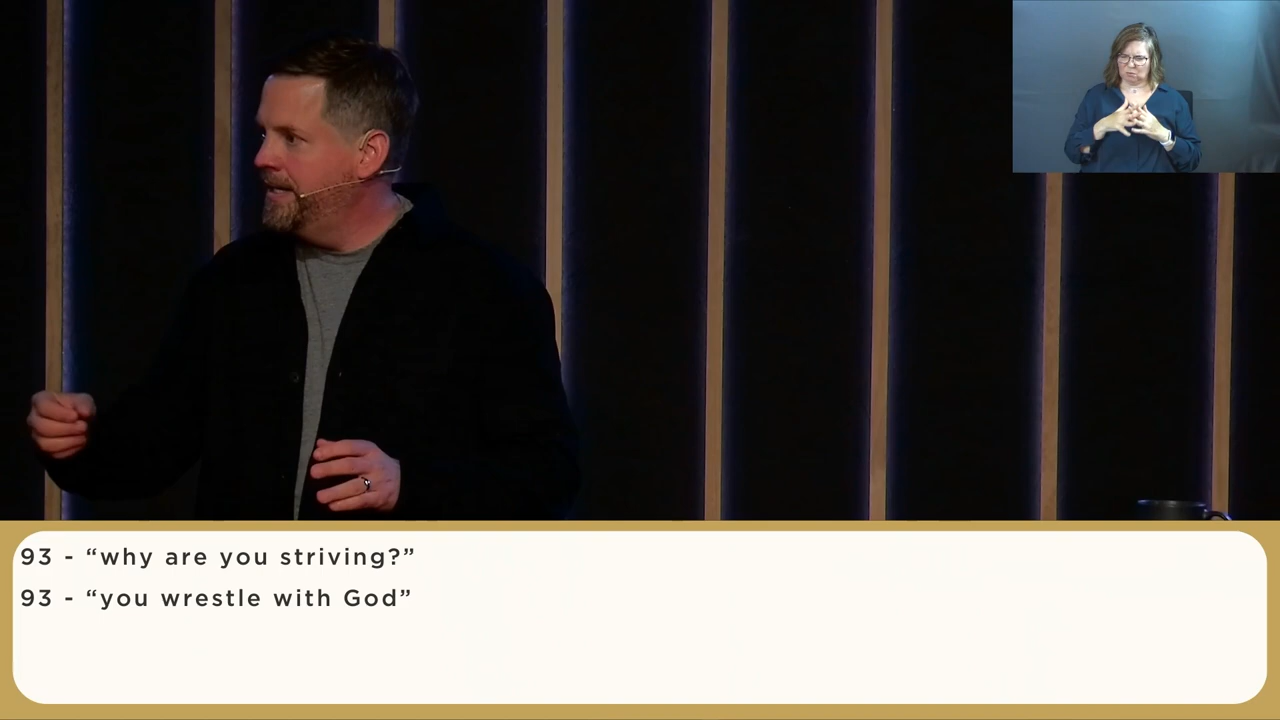 93 - “why are you striving?”
93 - “you wrestle with God”